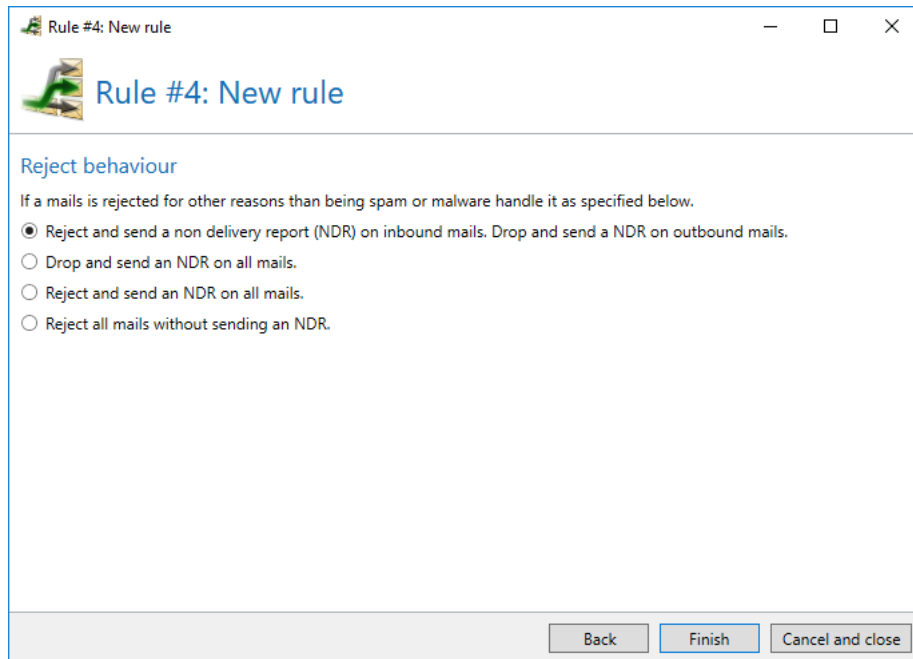 Rule #4: New rule
Rule #4: New rule
Reject behaviour
If a mails is rejected for other reasons than being spam or malware handle it as specified below.
Reject and send a non delivery report (NDR) on inbound mails. Drop and send a NDR on outbound mails.
Drop and send an NDR on all mails.
Reject and send an NDR on all mails.
Reject all mails without sending an NDR.
Back Finish Cancel and close